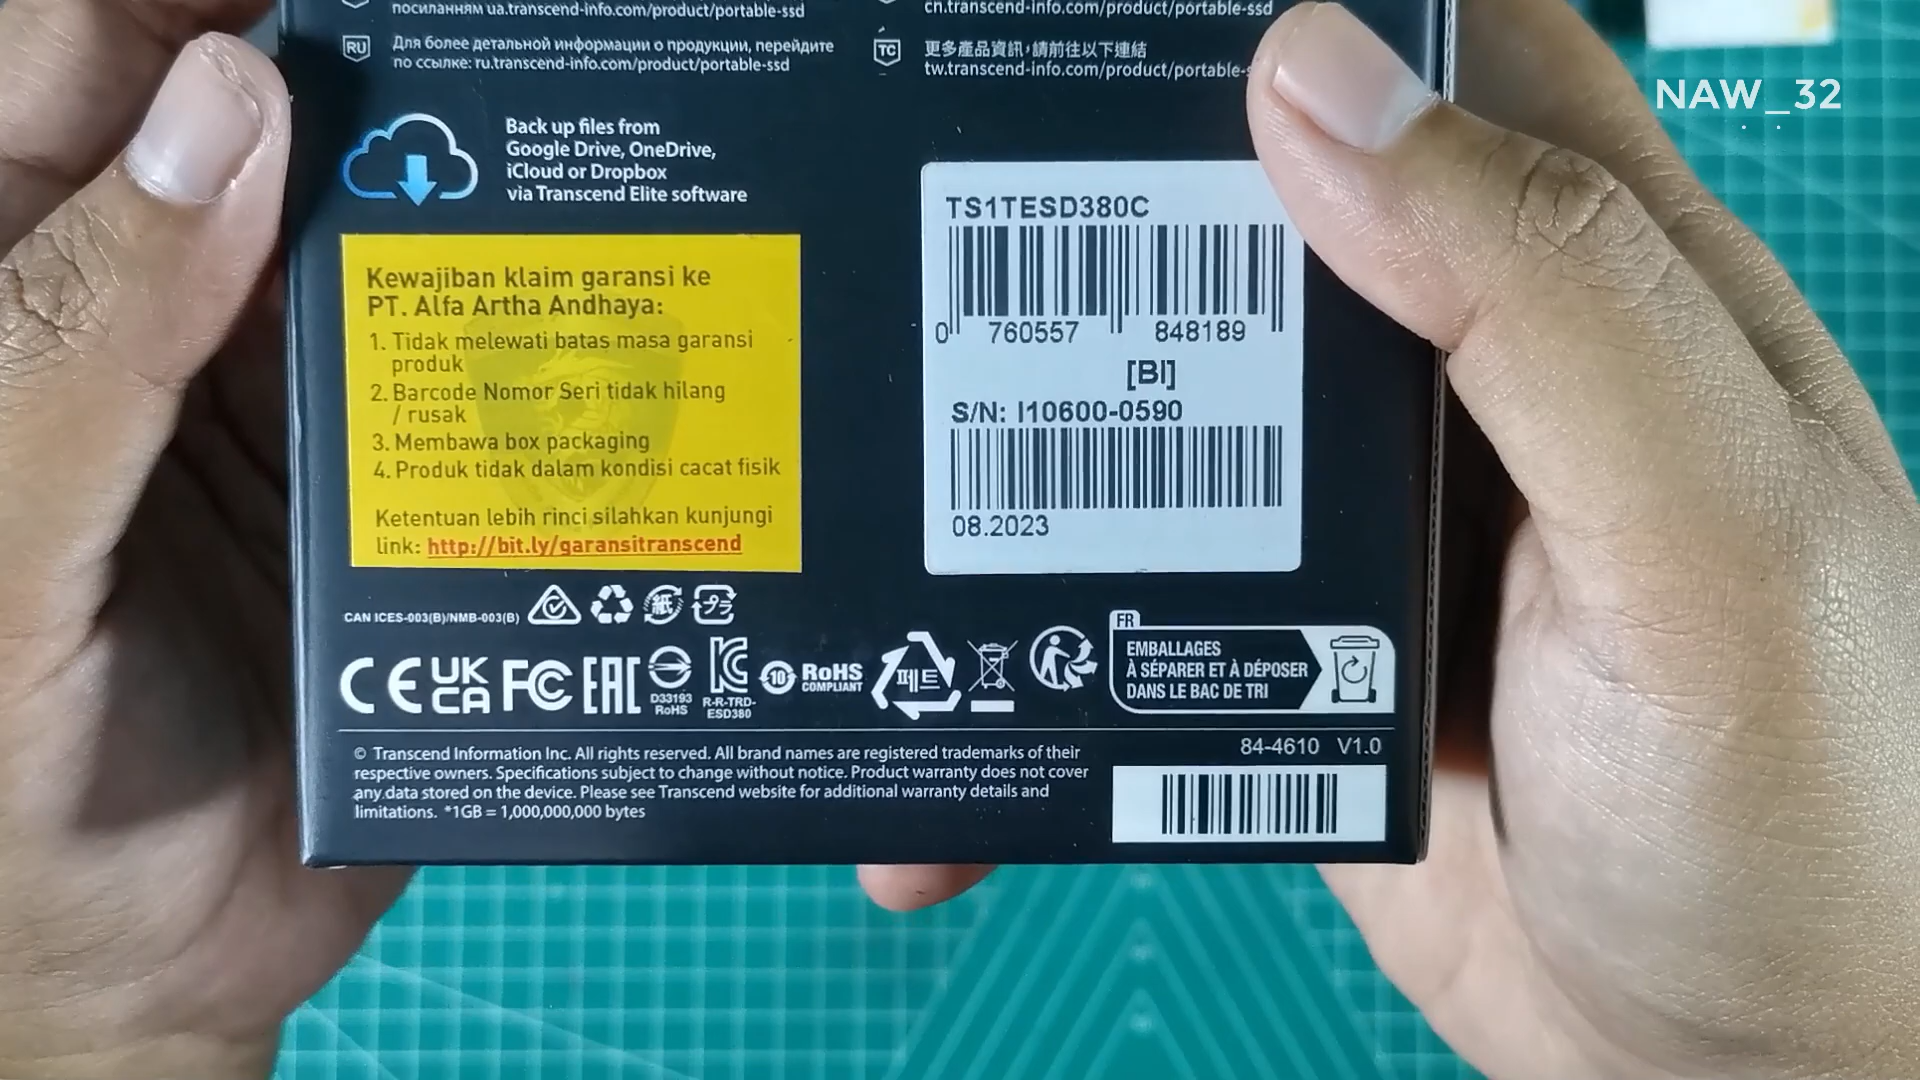 посиланням ua.transcend-info.com/product/portable-ssd
RU
Для более детальной информации о продукции, перейдите
по ссылке: ru.transcend-info.com/product/portable-ssd
cn.transcend-info.com/product/portable-ssd
TC
更多產品資訊,請前往以下連結
tw.transcend-info.com/product/portable-s
NAW_32
Back up files from
Google Drive, OneDrive,
iCloud or Dropbox
via Transcend Elite software
Kewajiban klaim garansi ke
PT. Alfa Artha Andhaya:
1. Tidak melewati batas masa garansi
produk
2. Barcode Nomor Seri tidak hilang
/ rusak
3. Membawa box packaging
4. Produk tidak dalam kondisi cacat fisik
Ketentuan lebih rinci silahkan kunjungi
link: http://bit.ly/garansitranscend
TS1TESD380C
0 760557 848189
[BI]
S/N: I10600-0590
08.2023
CAN ICES-003(B)/NMB-003(B)
紙
プラ
CE UK CA FC EAC
D33193
RoHS
R-R-TRD-
ESD380
10
RoHS
COMPLIANT
페트
FR
EMBALLAGES
À SÉPARER ET À DÉPOSER
DANS LE BAC DE TRI
© Transcend Information Inc. All rights reserved. All brand names are registered trademarks of their
respective owners. Specifications subject to change without notice. Product warranty does not cover
any data stored on the device. Please see Transcend website for additional warranty details and
limitations. *1GB = 1,000,000,000 bytes
84-4610 V1.0